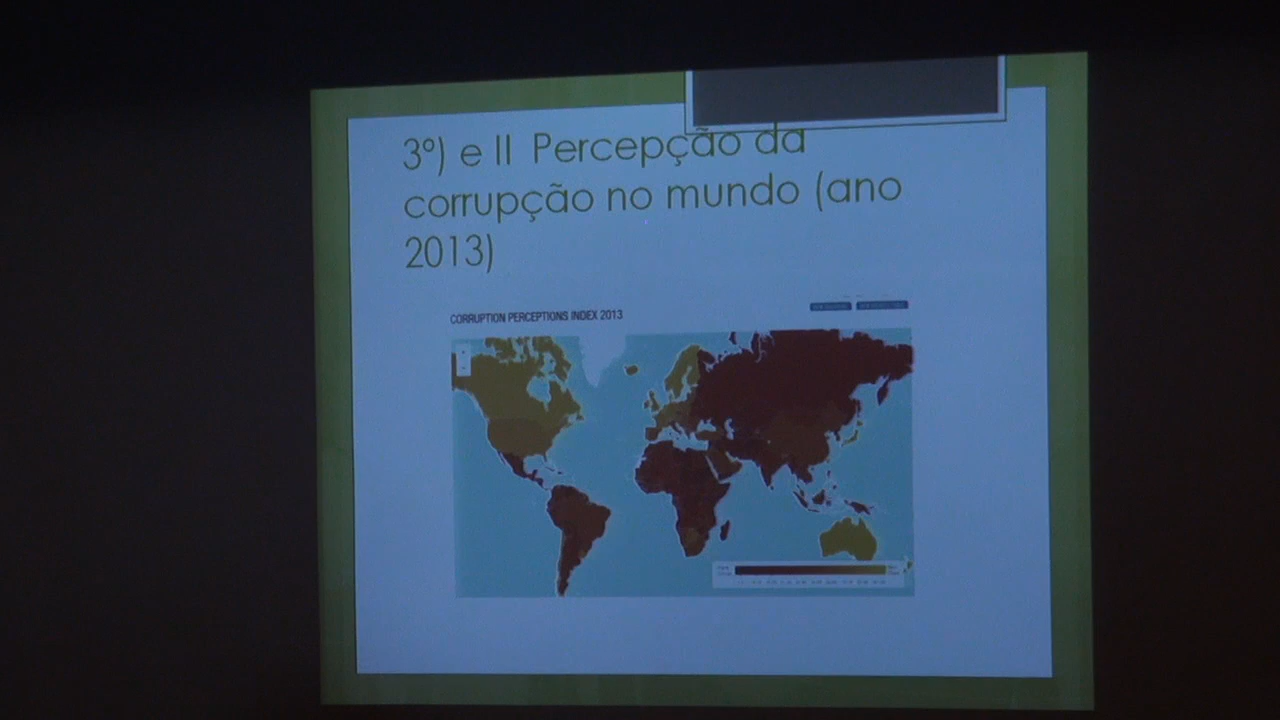 3º) e II Percepção da
corrupção no mundo (ano
2013)
CORRUPTION PERCEPTIONS INDEX 2013